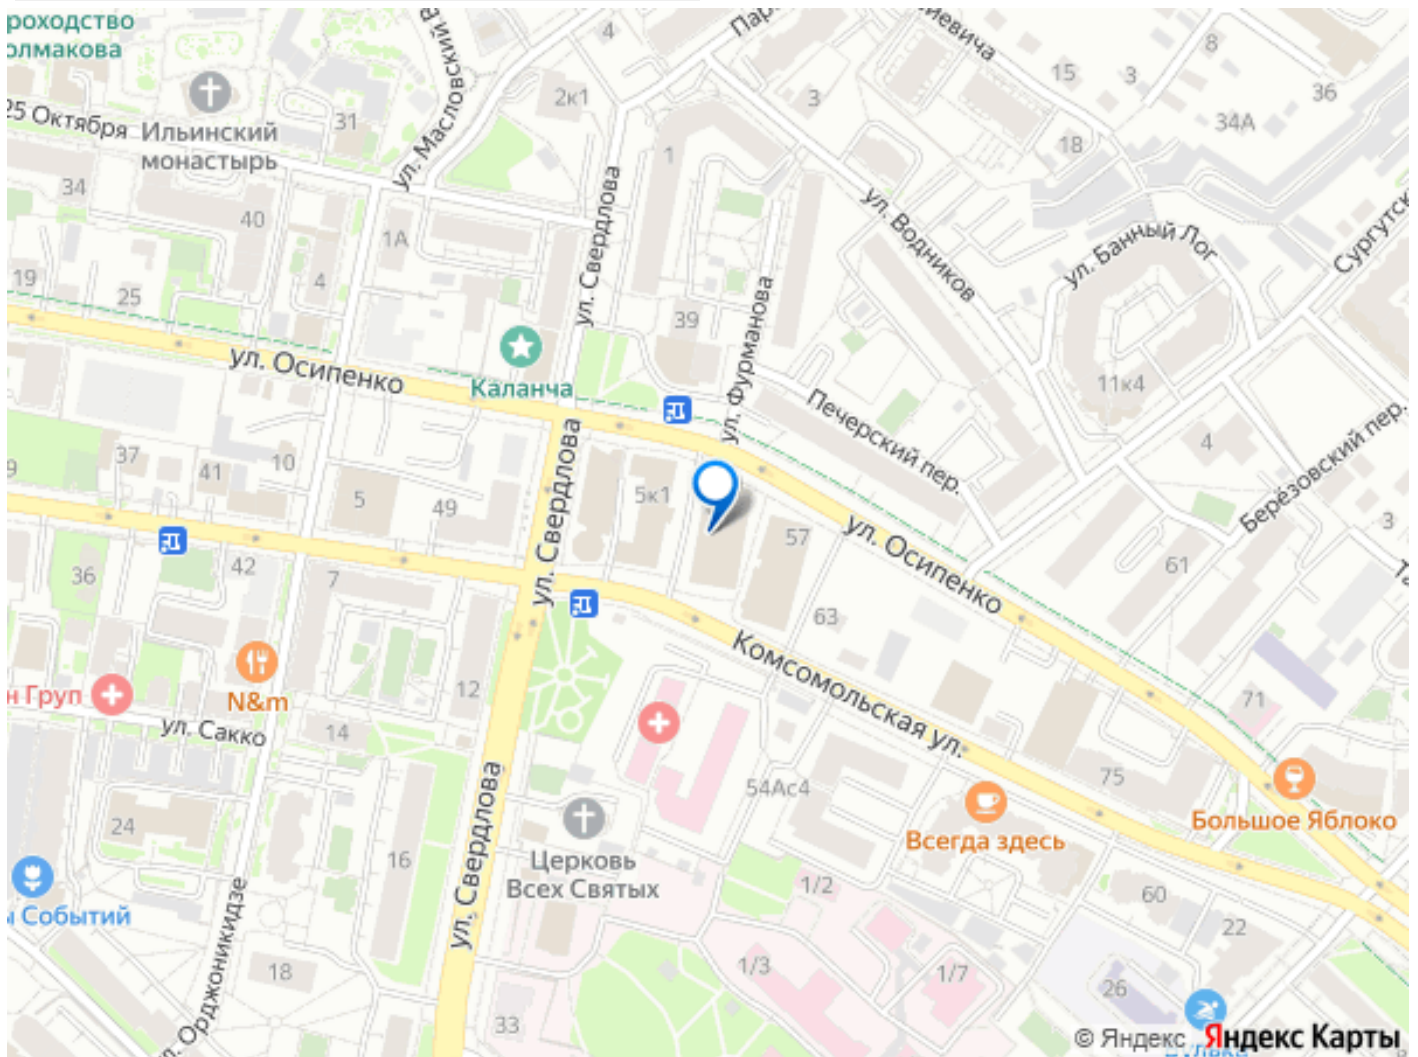 роходство
олмакова
25 Октября
Ильинский
монастырь
31
34
40
1А
4
19
25
ул. Масловский В
4
2к1
ул. Свердлова
1
3
Пар
иевича
15
3
8
36
34А
18
ул. Водников
ул. Банный Лог
Сургутск
39
ул. Фурманова
Каланча
ул. Осипенко
Печерский пер.
11к4
4
Берёзовский пер.
3
Та
9
37
41
10
5
49
ул. Свердлова
5к1
57
ул. Осипенко
61
36
42
7
63
N&m
н Груп
ул. Сакко
14
12
Комсомольская ул.
71
75
Большое Яблоко
54Ас4
Всегда здесь
24
16
ул. Свердлова
Церковь
Всех Святых
1/2
60
22
ы Событий
л. Орджоникидзе
18
33
1/3
1/7
26
© Яндекс
Яндекс Карты